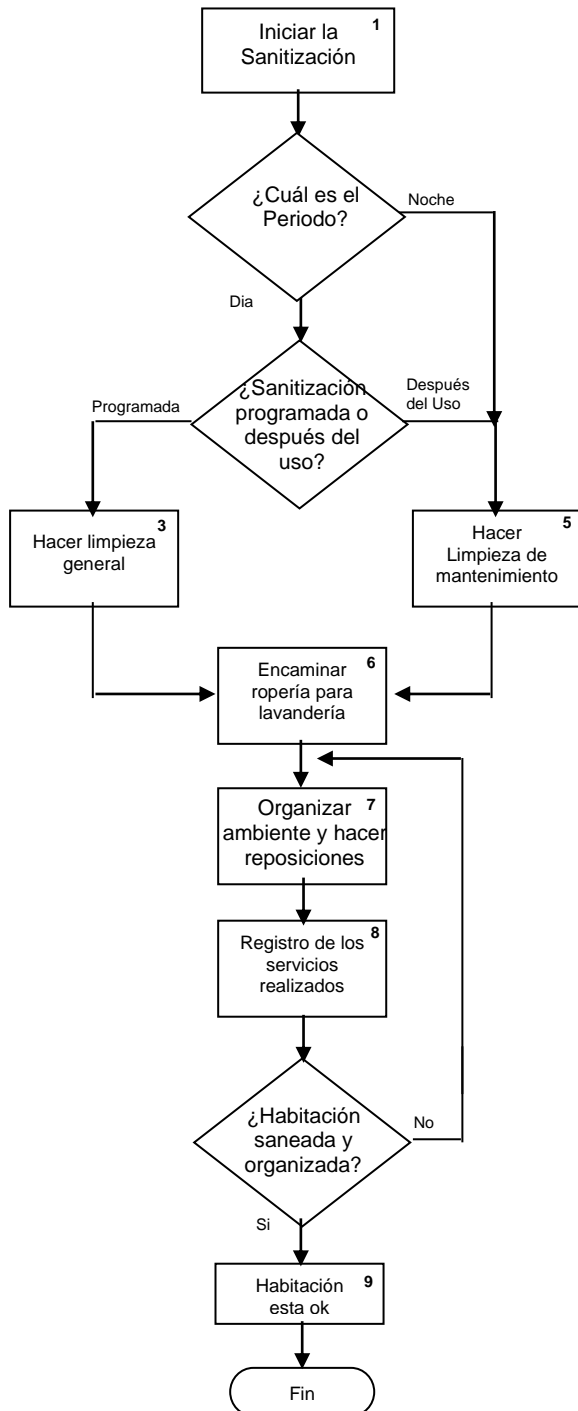 1
Iniciar la
Sanitización
¿Cuál es el
Periodo?
Noche
Dia
¿Sanitización
programada o
después del
uso?
Programada
Después
del Uso
3
Hacer limpieza
general
5
Hacer
Limpieza de
mantenimiento
6
Encaminar
ropería para
lavandería
7
Organizar
ambiente y hacer
reposiciones
8
Registro de los
servicios
realizados
¿Habitación
saneada y
organizada?
No
Si
9
Habitación
esta ok
Fin